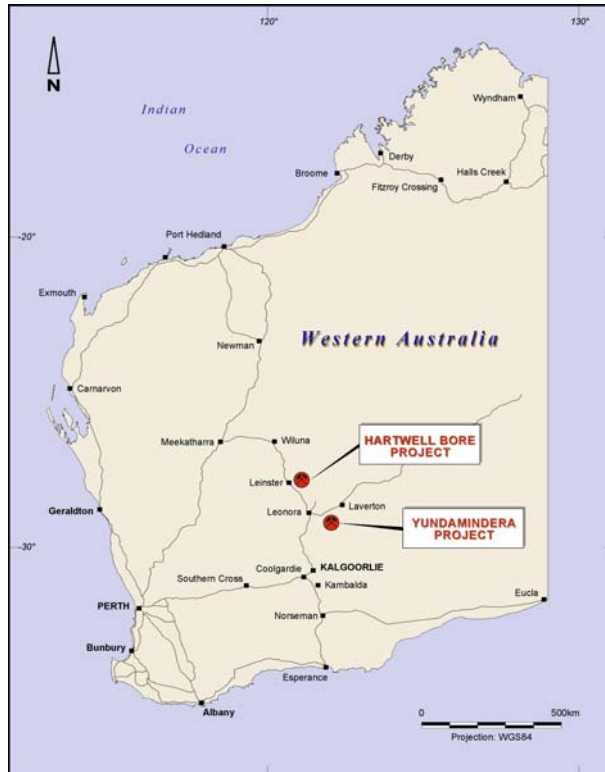 120°
130°
N
Indian
Ocean
Wyndham
Derby
Broome
Halls Creek
Fitzroy Crossing
-20°
Port Hedland
Exmouth
Western Australia
Newman
Carnarvon
HARTWELL BORE
PROJECT
Meekatharra
Wiluna
Leinster
Laverton
Geraldton
Leonora
YUNDAMINDERA
PROJECT
-30°
Coolgardie
KALGOORLIE
Southern Cross
Kambalda
Eucla
PERTH
Norseman
Bunbury
Esperance
Albany
0
500km
Projection: WGS84